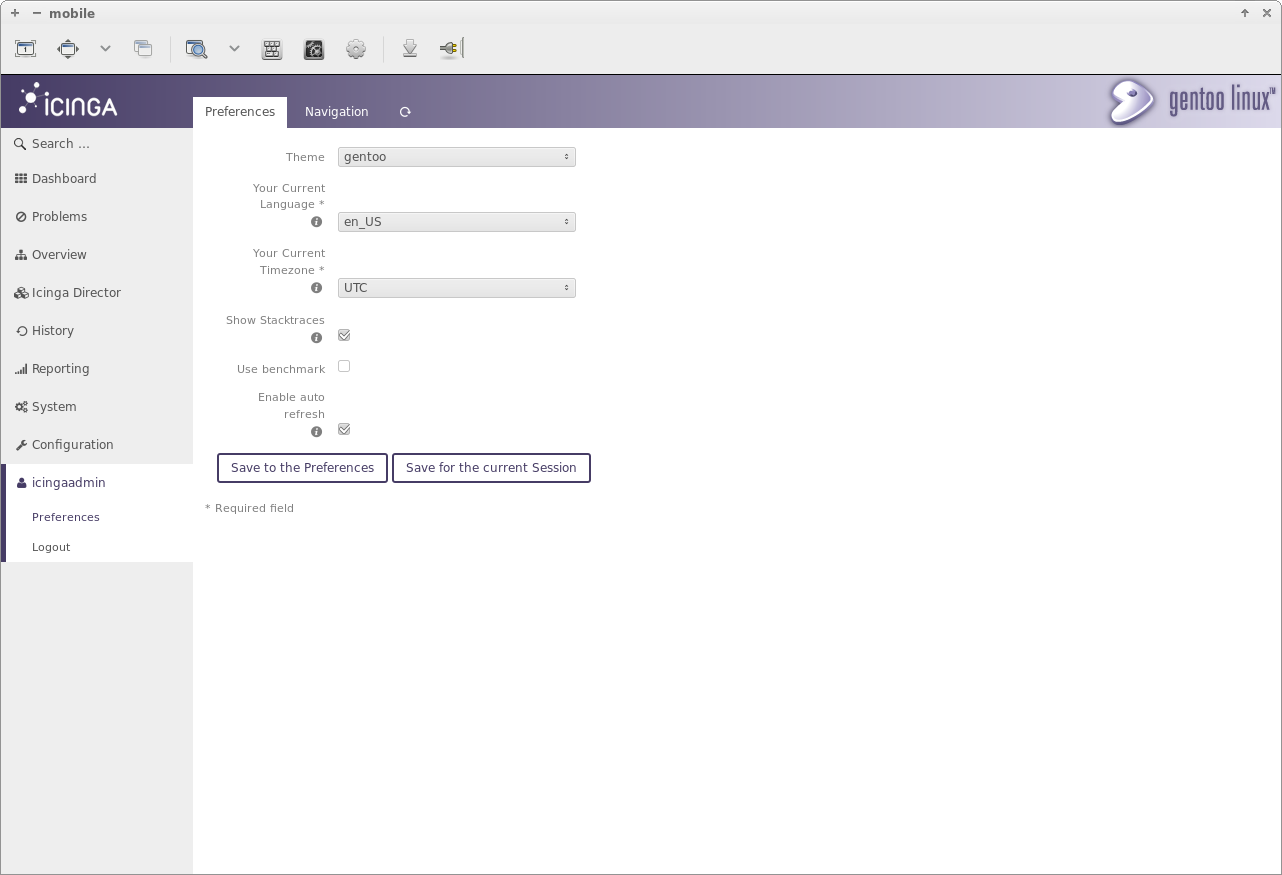 mobile
ICINGA
Preferences
Navigation
gentoo linux™
Search ...
Dashboard
Problems
Overview
Icinga Director
History
Reporting
System
Configuration
icingaadmin
Preferences
Logout
Theme
gentoo
Your Current
Language *
en_US
Your Current
Timezone *
UTC
Show Stacktraces
Use benchmark
Enable auto
refresh
Save to the Preferences
Save for the current Session
* Required field